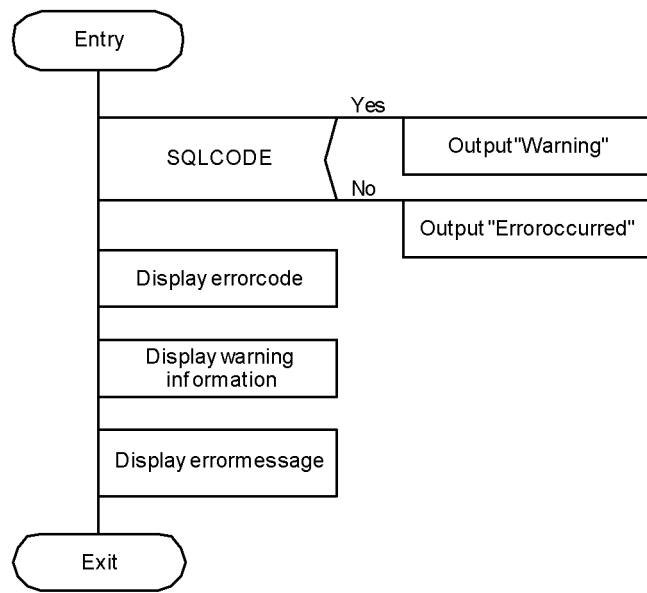 Entry
Yes
SQLCODE
Output "Warning"
No
Output "Erroroccurred"
Display errorcode
Display warning
information
Display errormessage
Exit